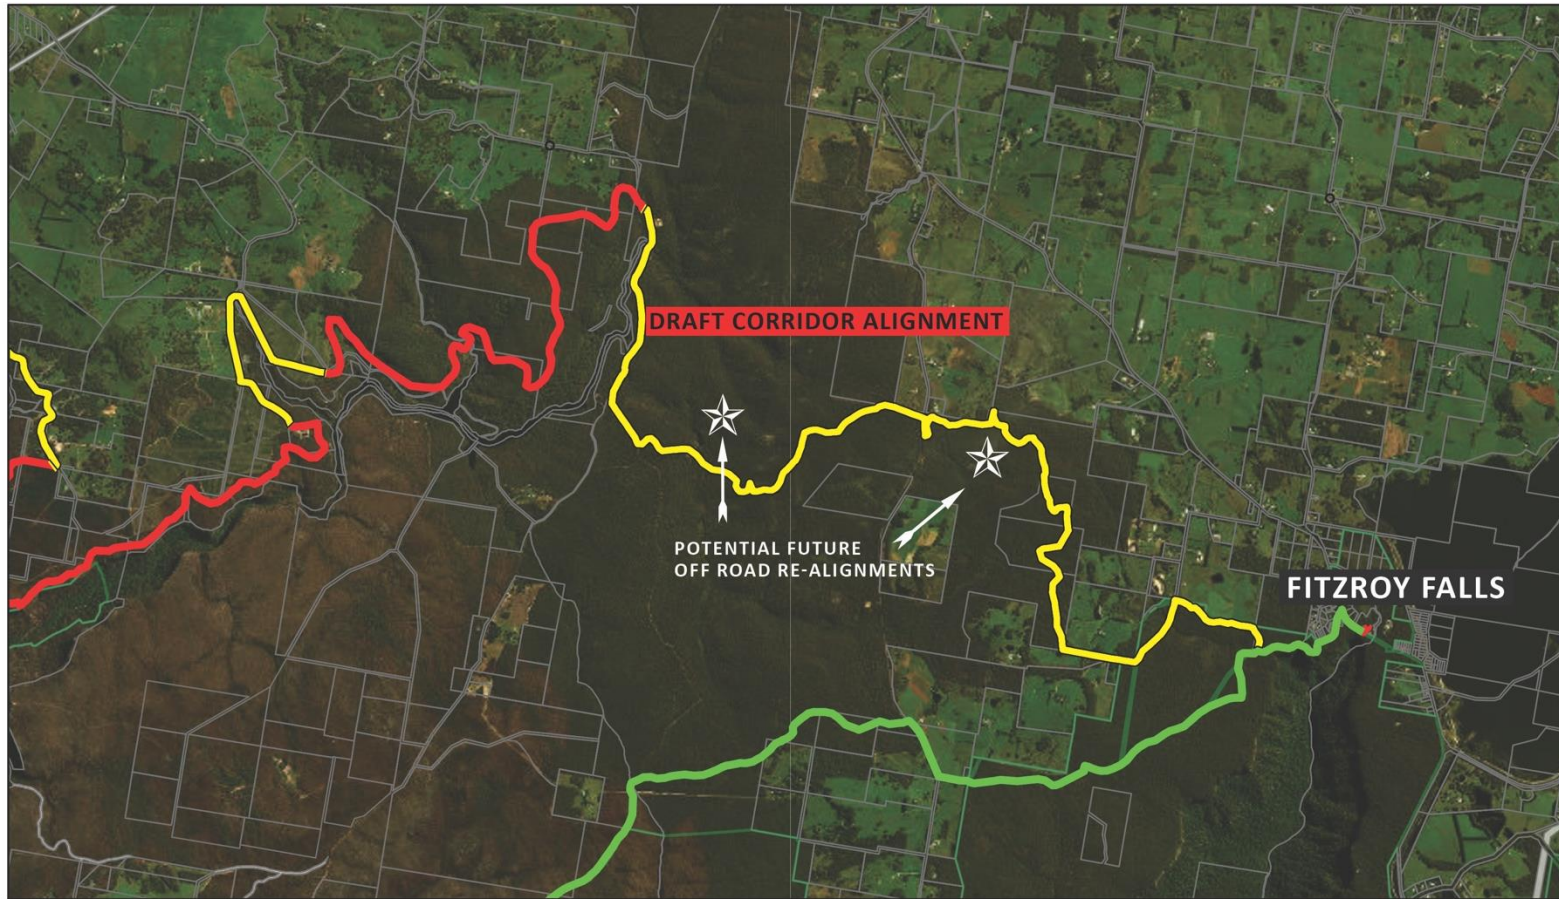 DRAFT CORRIDOR ALIGNMENT
POTENTIAL FUTURE
OFF ROAD RE-ALIGNMENTS
FITZROY FALLS